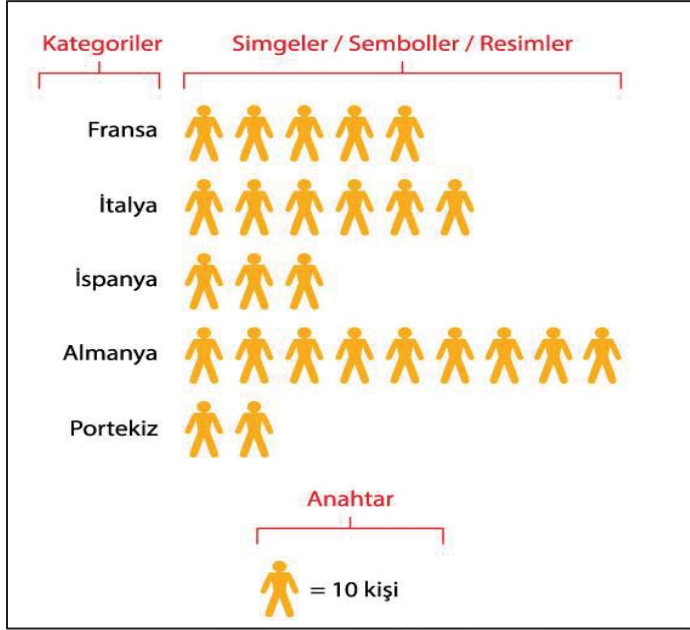 Kategoriler Simgeler / Semboller / Resimler
Fransa
İtalya
İspanya
Almanya
Portekiz
Anahtar
= 10 kişi